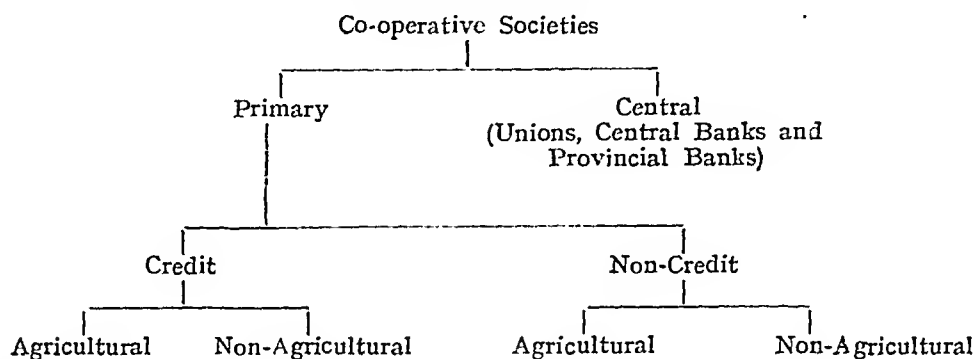 Co-operative Societies
Primary
Central
(Unions, Central Banks and
Provincial Banks)
Credit
Non-Credit
Agricultural
Non-Agricultural
Agricultural
Non-Agricultural